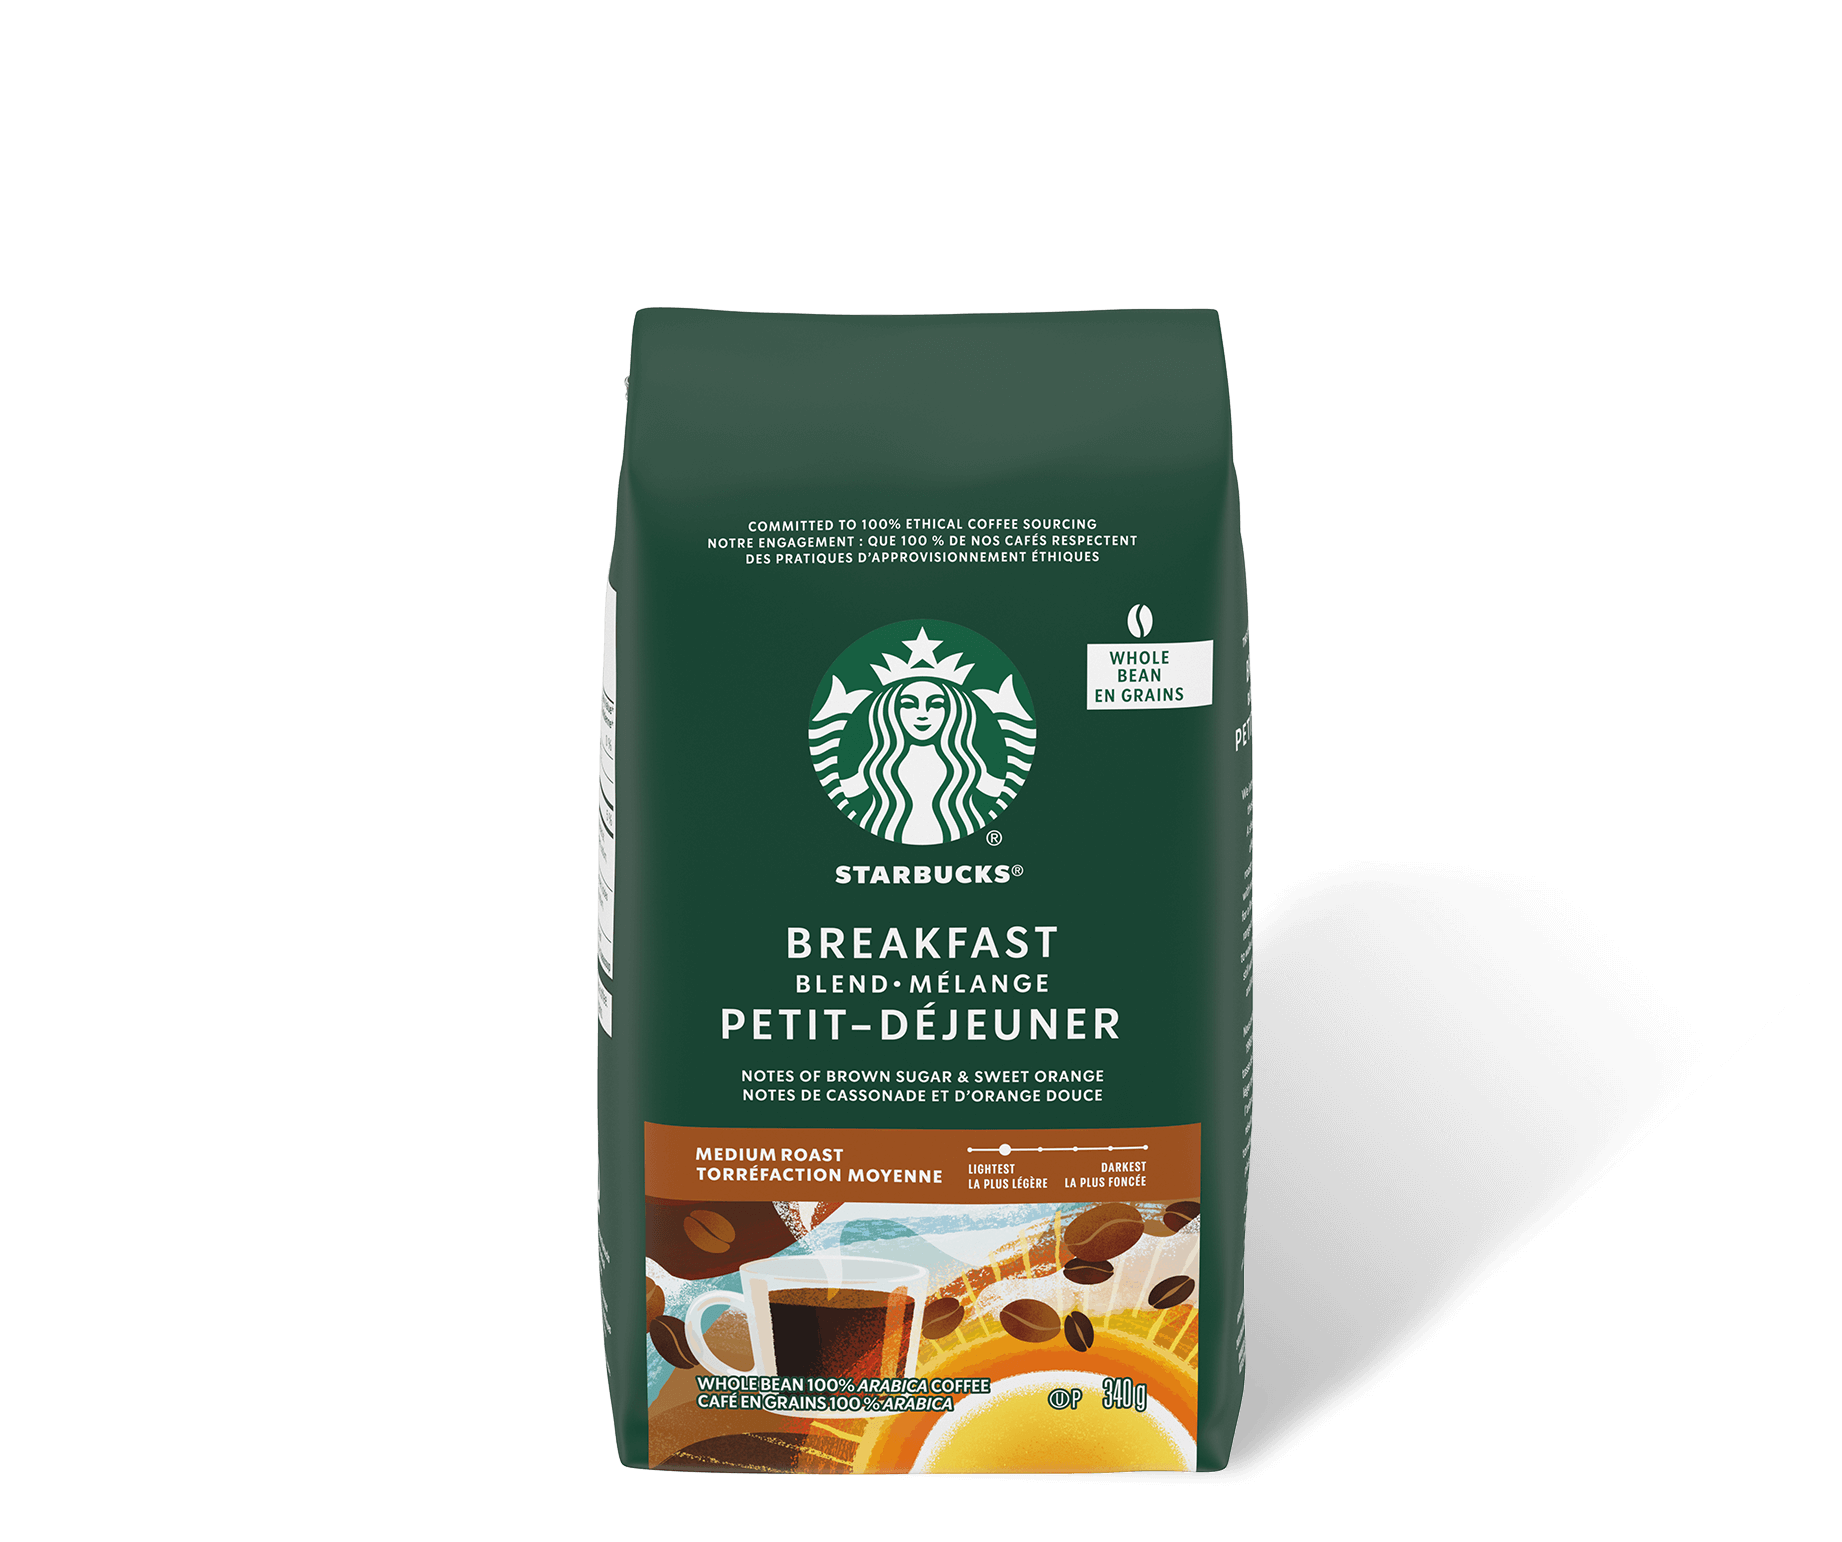 COMMITTED TO 100% ETHICAL COFFEE SOURCING
NOTRE ENGAGEMENT : QUE 100 % DE NOS CAFÉS RESPECTENT
DES PRATIQUES D'APPROVISIONNEMENT ÉTHIQUES
WHOLE
BEAN
EN GRAINS
®
STARBUCKS®
BREAKFAST
BLEND • MÉLANGE
PETIT-DÉJEUNER
NOTES OF BROWN SUGAR & SWEET ORANGE
NOTES DE CASSONADE ET D'ORANGE DOUCE
MEDIUM ROAST
TORRÉFACTION MOYENNE
LIGHTEST
LA PLUS LÉGÈRE
DARKEST
LA PLUS FONCÉE
WHOLE BEAN 100% ARABICA COFFEE
CAFÉ EN GRAINS 100 % ARABICA
ⓊP
340g